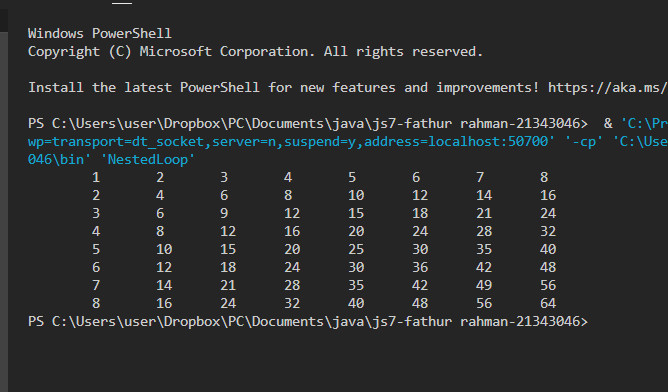 Windows PowerShell
Copyright (C) Microsoft Corporation. All rights reserved.
Install the latest PowerShell for new features and improvements! https://aka.ms/
PS C:\Users\user\Dropbox\PC\Documents\java\js7-fathur rahman-21343046>  & 'C:\Pr
wp=transport=dt_socket,server=n,suspend=y,address=localhost:50700' '-cp' 'C:\Use
046\bin' 'NestedLoop'
1 2 3 4 5 6 7 8
2 4 6 8 10 12 14 16
3 6 9 12 15 18 21 24
4 8 12 16 20 24 28 32
5 10 15 20 25 30 35 40
6 12 18 24 30 36 42 48
7 14 21 28 35 42 49 56
8 16 24 32 40 48 56 64
PS C:\Users\user\Dropbox\PC\Documents\java\js7-fathur rahman-21343046>